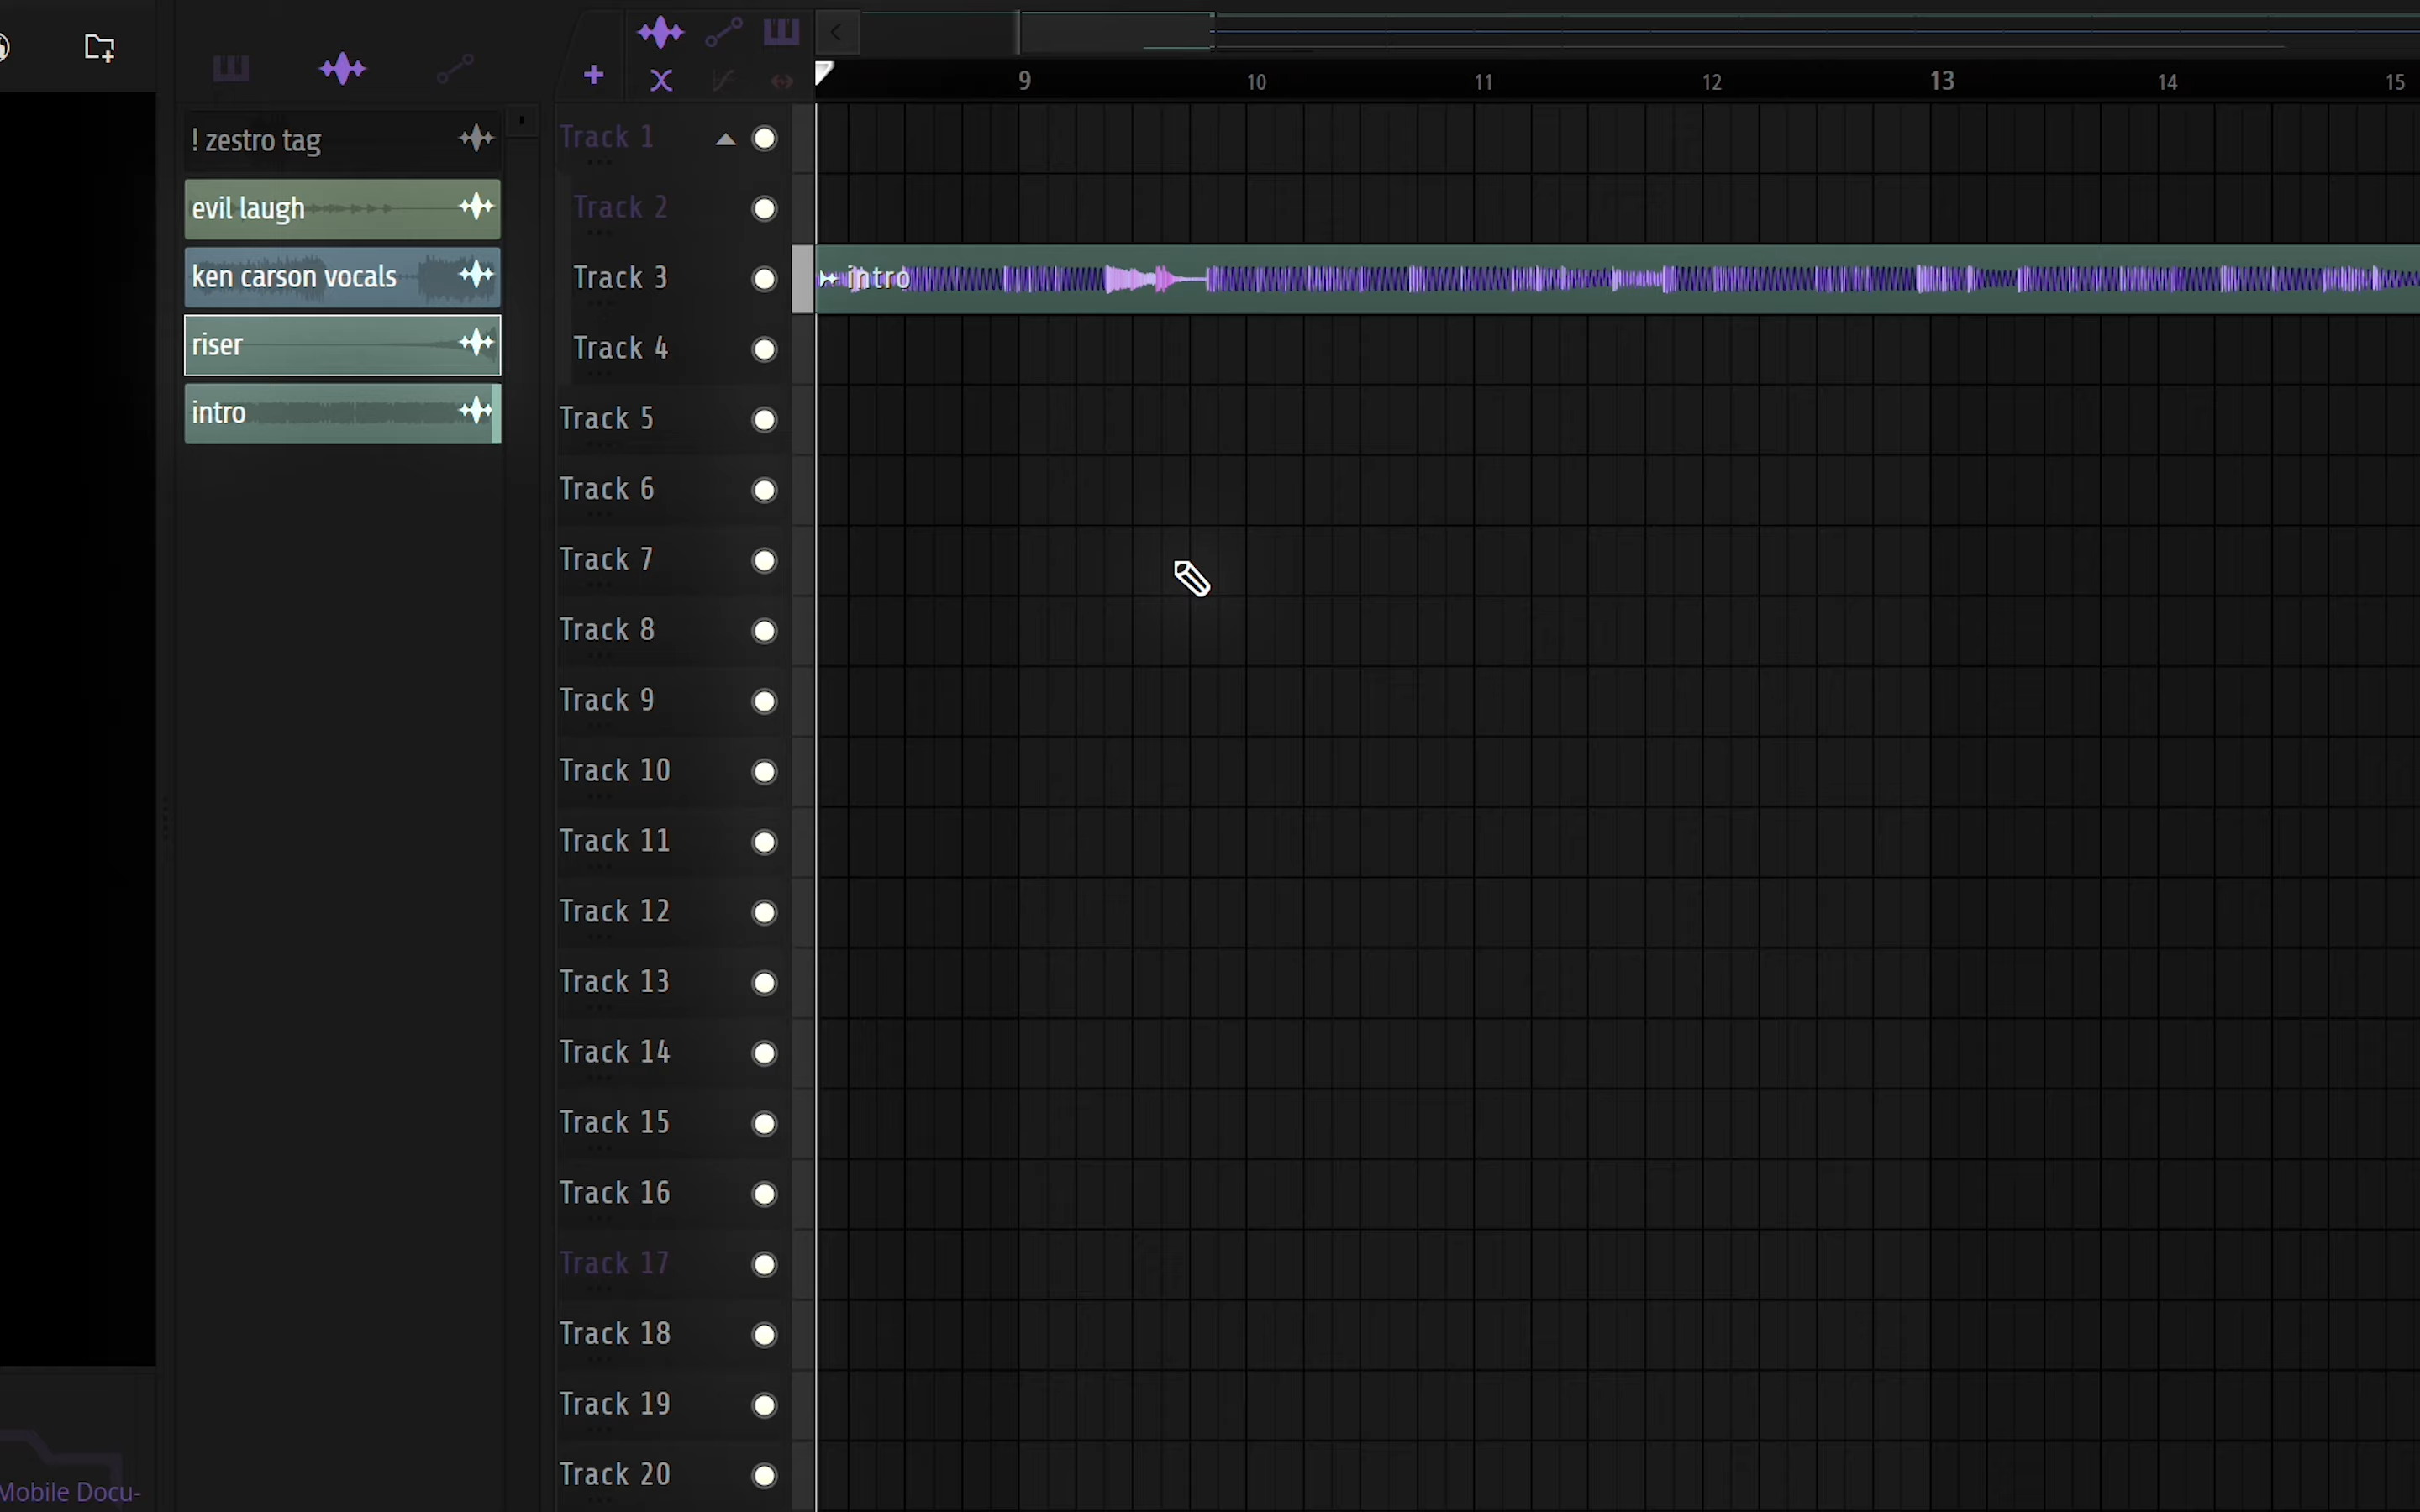 9 10 11 12 13 14 15
! zestro tag
evil laugh
ken carson vocals
riser
intro
Track 1
Track 2
Track 3
intro
Track 4
Track 5
Track 6
Track 7
Track 8
Track 9
Track 10
Track 11
Track 12
Track 13
Track 14
Track 15
Track 16
Track 17
Track 18
Track 19
Track 20
Mobile Docu-